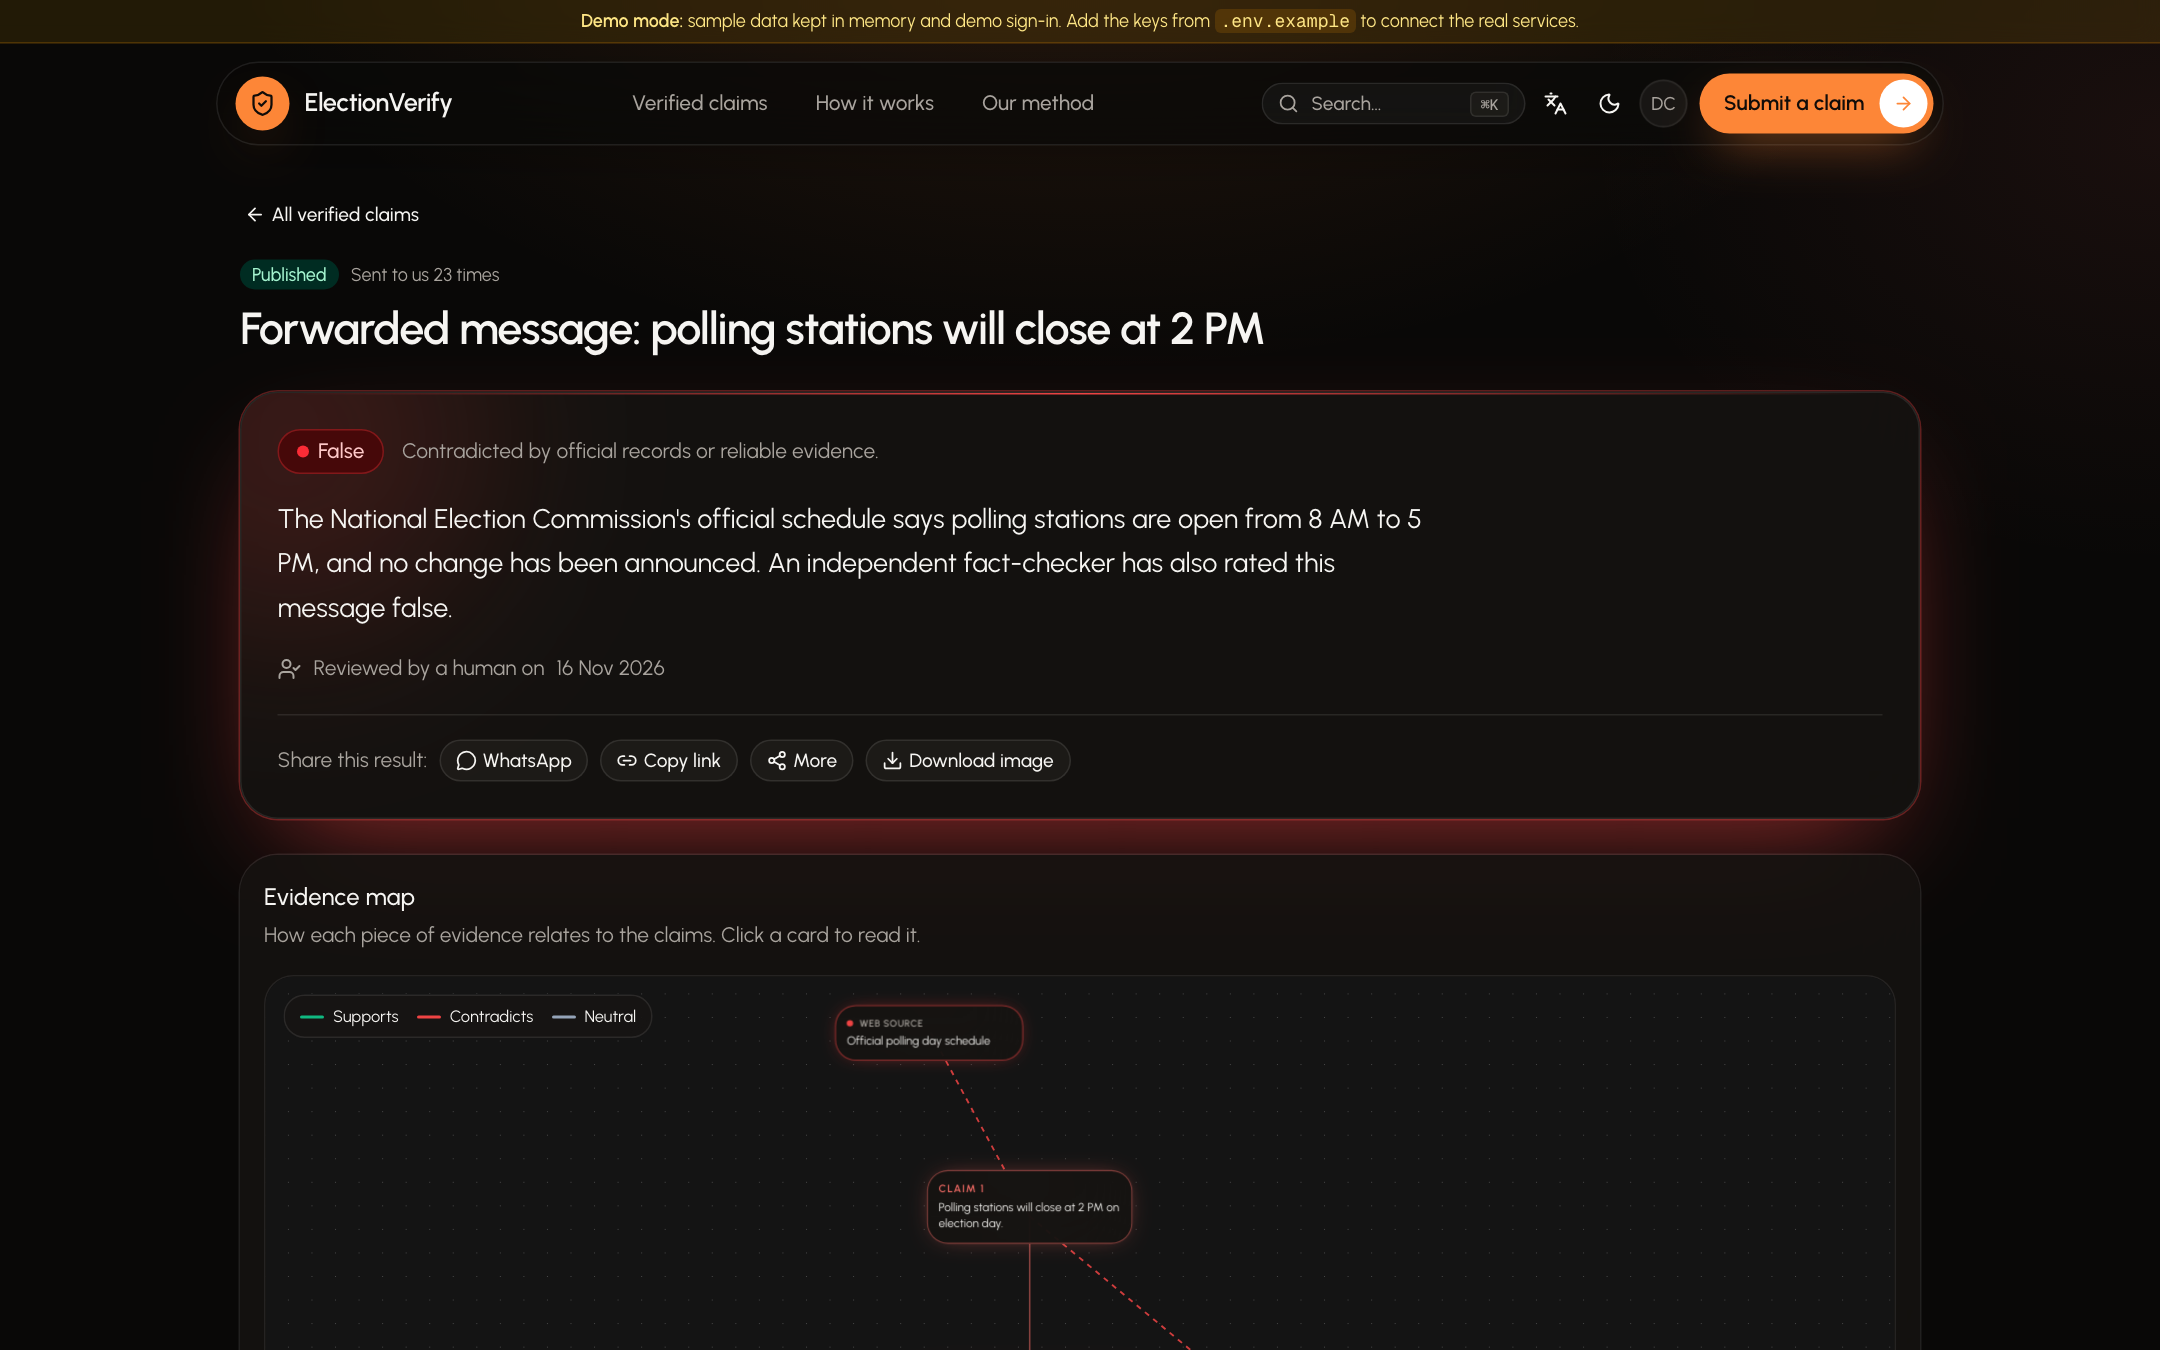 Demo mode: sample data kept in memory and demo sign-in. Add the keys from .env.example to connect the real services.
ElectionVerify
Verified claims
How it works
Our method
Search...
⌘K
DC
Submit a claim
All verified claims
Published
Sent to us 23 times
Forwarded message: polling stations will close at 2 PM
False
Contradicted by official records or reliable evidence.
The National Election Commission's official schedule says polling stations are open from 8 AM to 5
PM, and no change has been announced. An independent fact-checker has also rated this
message false.
Reviewed by a human on 16 Nov 2026
Share this result:
WhatsApp
Copy link
More
Download image
Evidence map
How each piece of evidence relates to the claims. Click a card to read it.
Supports
Contradicts
Neutral
WEB SOURCE
Official polling day schedule
CLAIM 1
Polling stations will close at 2 PM on
election day.